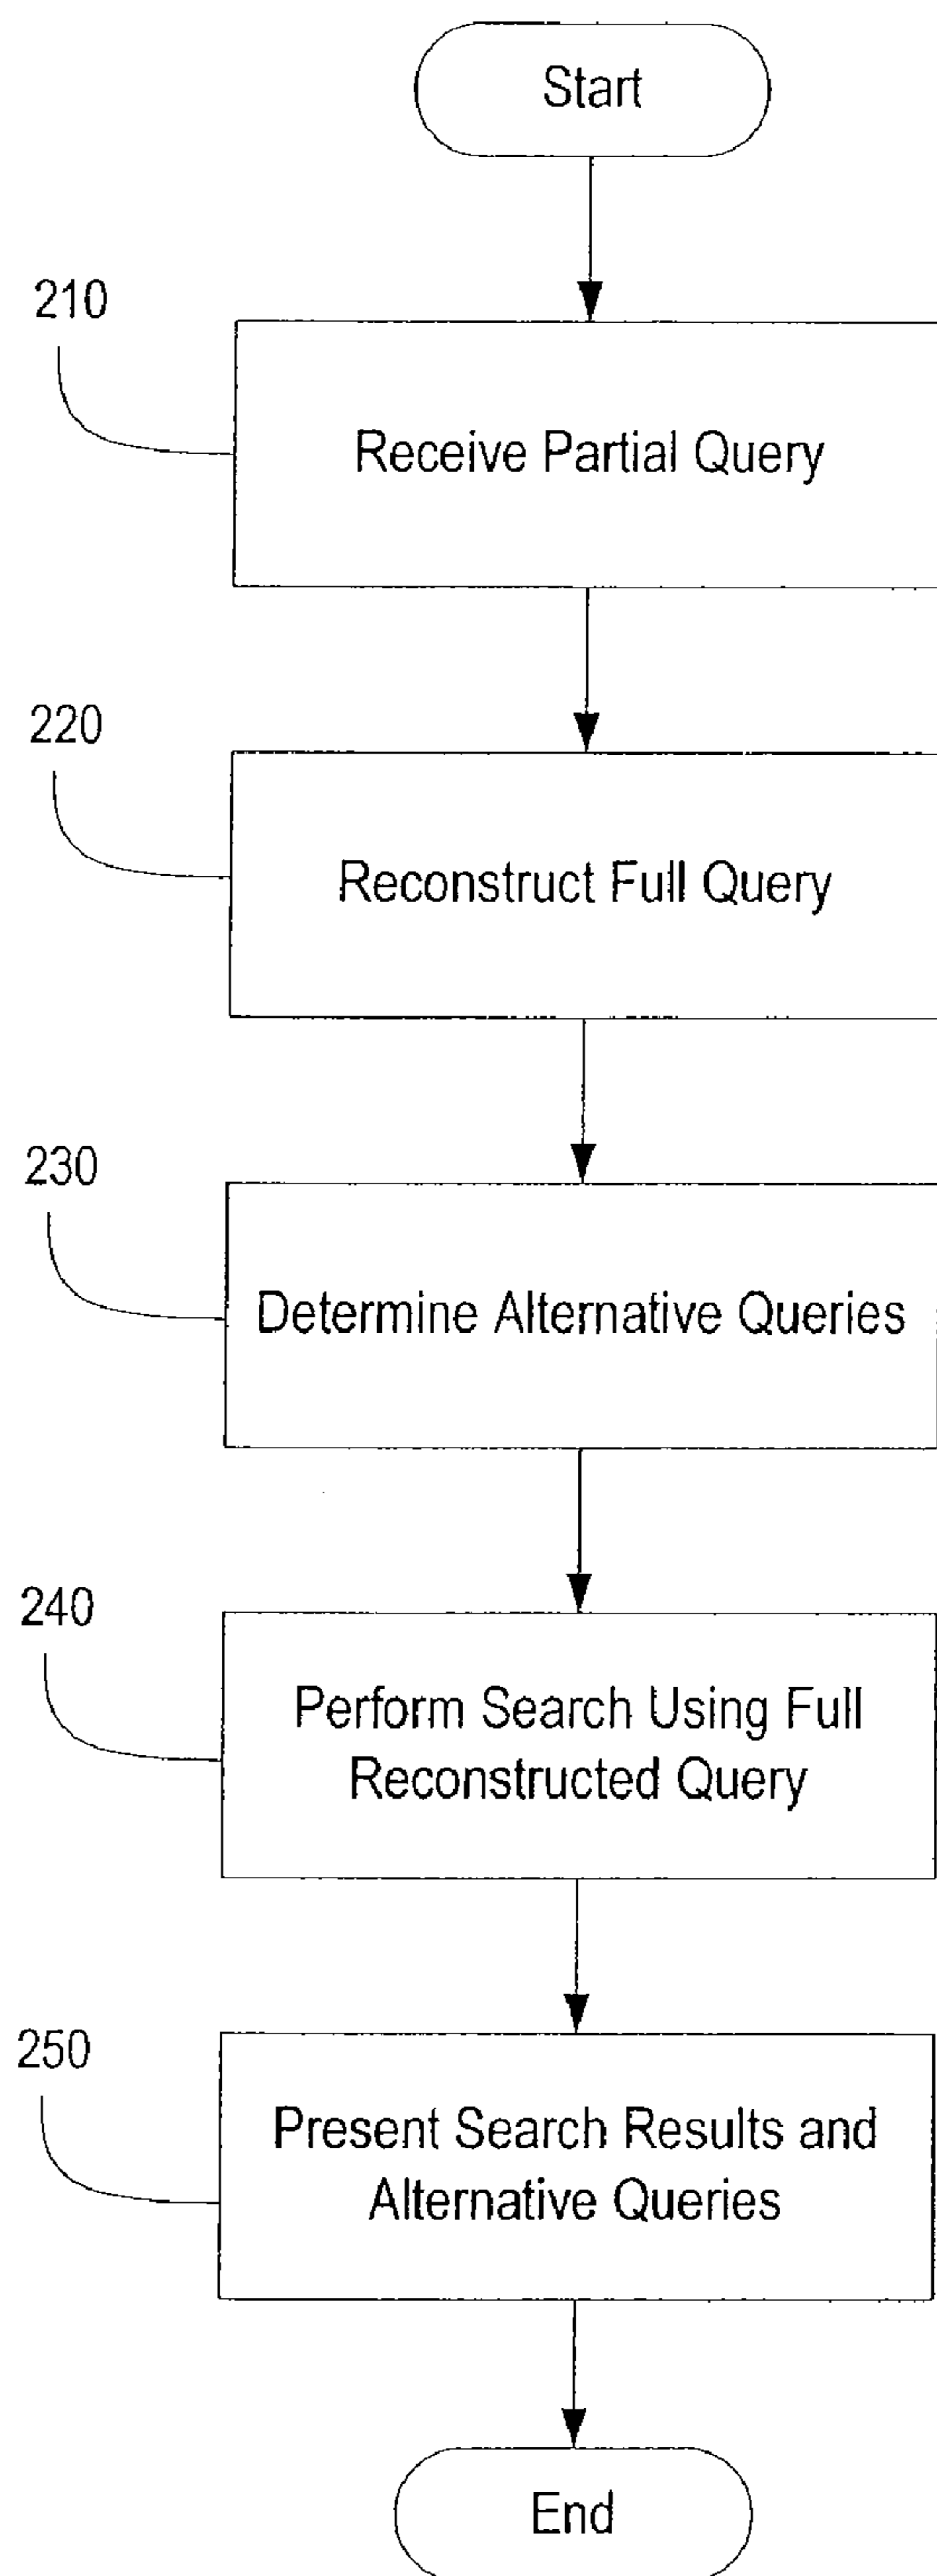 Start
210
Receive Partial Query
220
Reconstruct Full Query
230
Determine Alternative Queries
240
Perform Search Using Full
Reconstructed Query
250
Present Search Results and
Alternative Queries
End